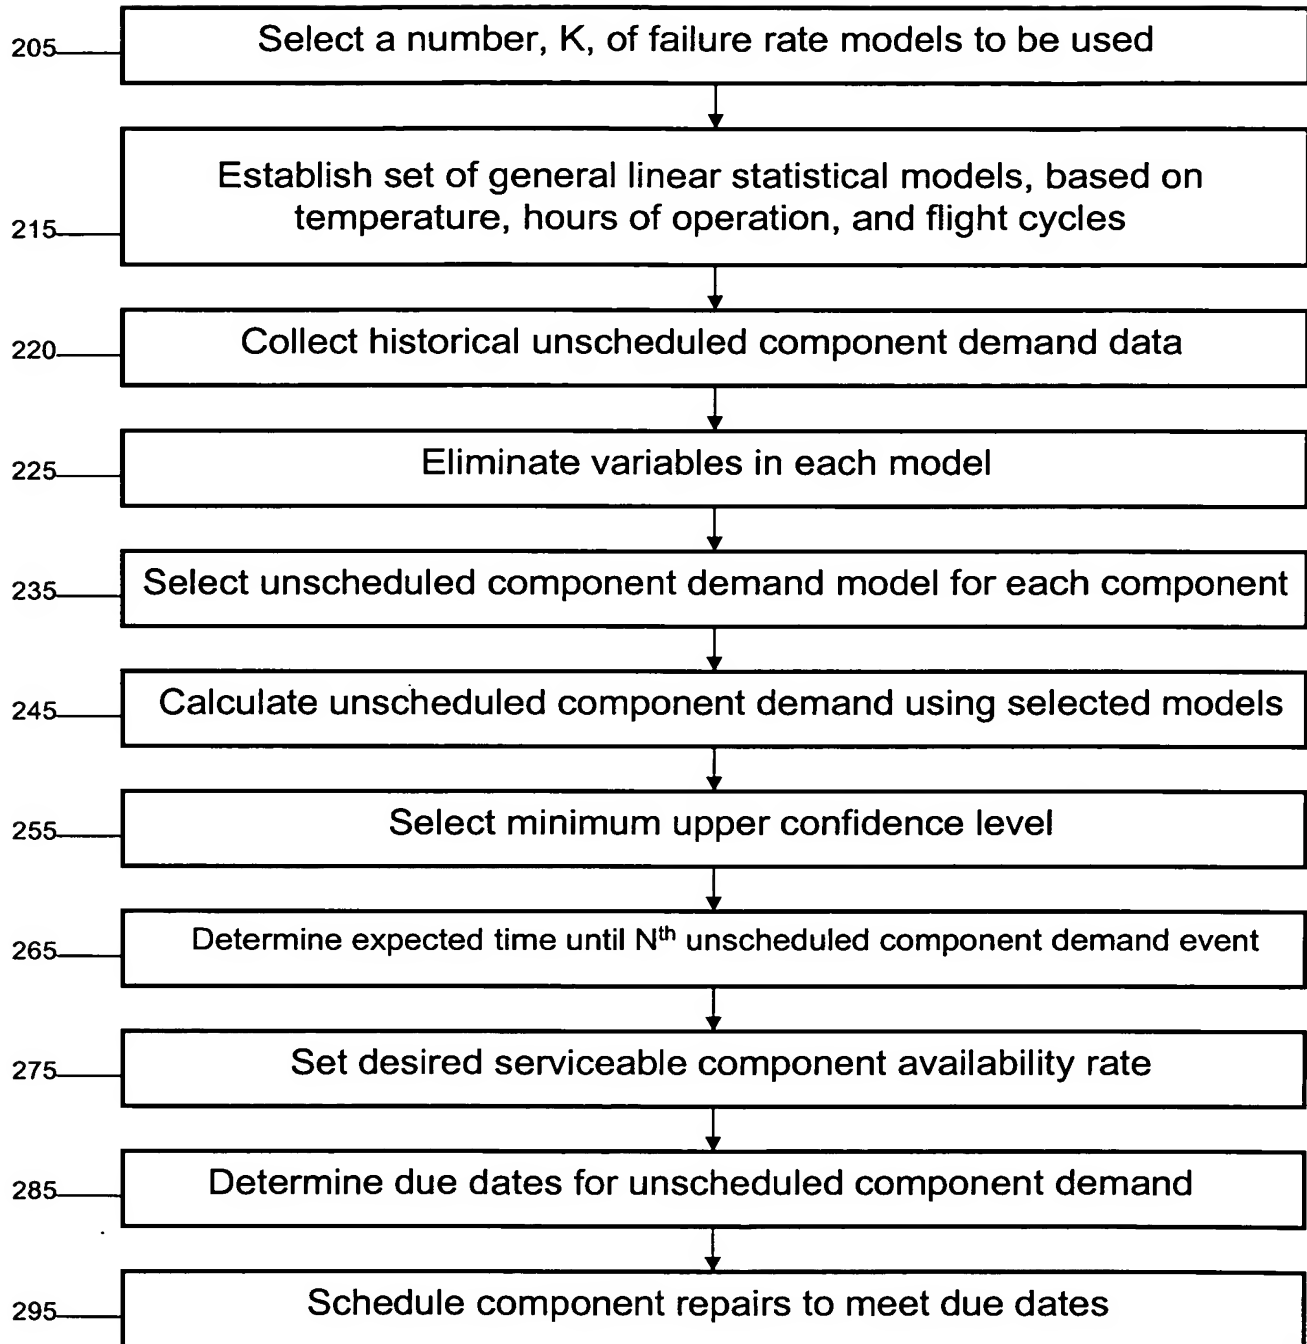 205 Select a number, K, of failure rate models to be used
Establish set of general linear statistical models, based on
215 temperature, hours of operation, and flight cycles
220 Collect historical unscheduled component demand data
225 Eliminate variables in each model
235 Select unscheduled component demand model for each component
245 Calculate unscheduled component demand using selected models
255 Select minimum upper confidence level
265 Determine expected time until Nth unscheduled component demand event
275 Set desired serviceable component availability rate
285 Determine due dates for unscheduled component demand
295 Schedule component repairs to meet due dates